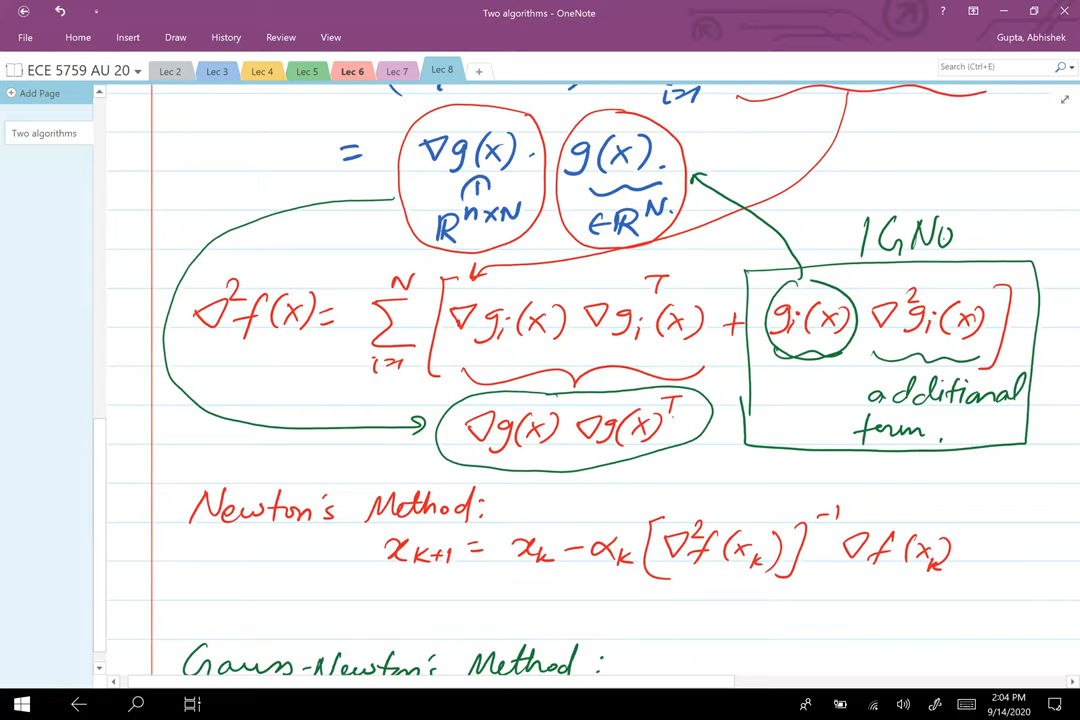 Two algorithms - OneNote
?
File Home Insert Draw History Review View
Gupta, Abhishek
ECE 5759 AU 20 Lec 2 Lec 3 Lec 4 Lec 5 Lec 6 Lec 7 Lec 8 +
Search (Ctrl+E)
Add Page
Two algorithms
i=1
= ∇g(x) . g(x) .
ℝ^{n×N} ∈ℝ^N.
IGNO
∇²f(x) = ∑_{i=1}^{N} [ ∇g_i(x) ∇g_i^T(x) + g_i(x) ∇²g_i(x) ]
additional
term.
∇g(x) ∇g(x)^T
Newton's Method:
x_{k+1} = x_k - α_k [∇²f(x_k)]^{-1} ∇f(x_k)
Gauss-Newton's Method:
2:04 PM
9/14/2020